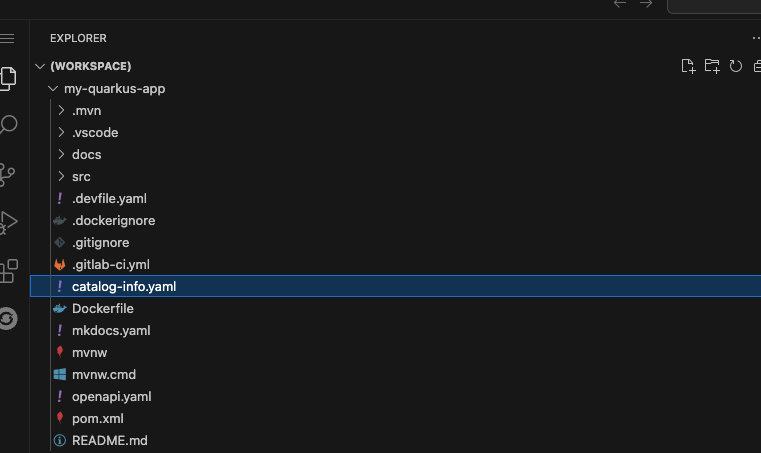 EXPLORER
(WORKSPACE)
my-quarkus-app
.mvn
.vscode
docs
src
.devfile.yaml
.dockerignore
.gitignore
.gitlab-ci.yml
catalog-info.yaml
Dockerfile
mkdocs.yaml
mvnw
mvnw.cmd
openapi.yaml
pom.xml
README.md